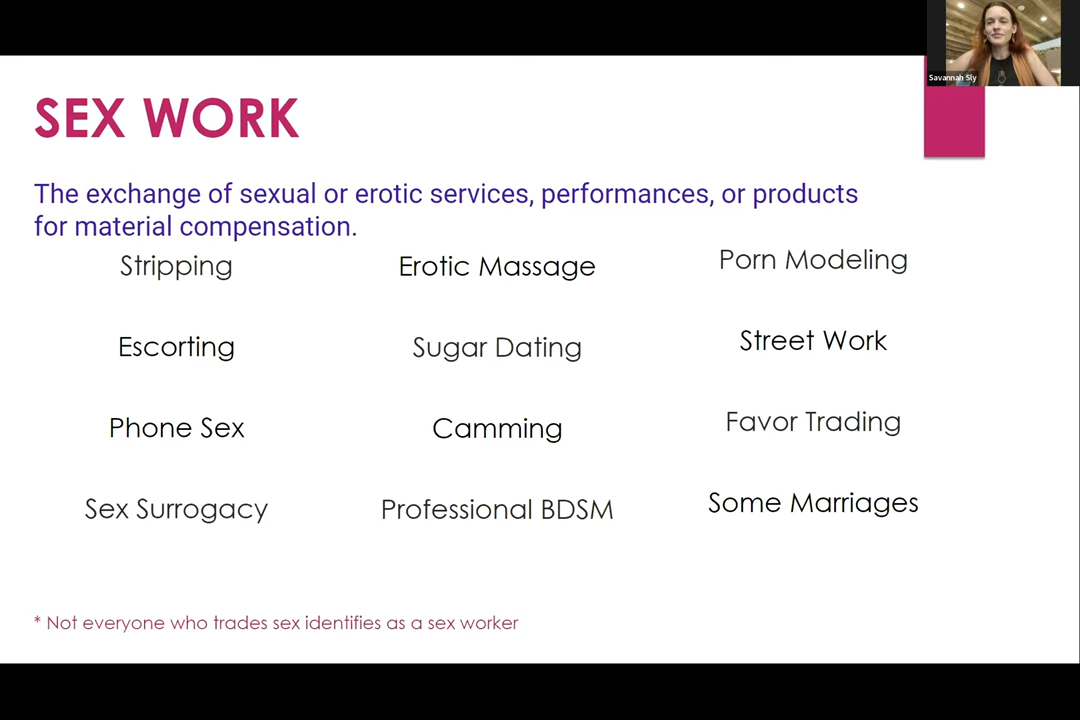 Savannah Sly
SEX WORK
The exchange of sexual or erotic services, performances, or products
for material compensation.
Stripping
Erotic Massage
Porn Modeling
Escorting
Sugar Dating
Street Work
Phone Sex
Camming
Favor Trading
Sex Surrogacy
Professional BDSM
Some Marriages
* Not everyone who trades sex identifies as a sex worker